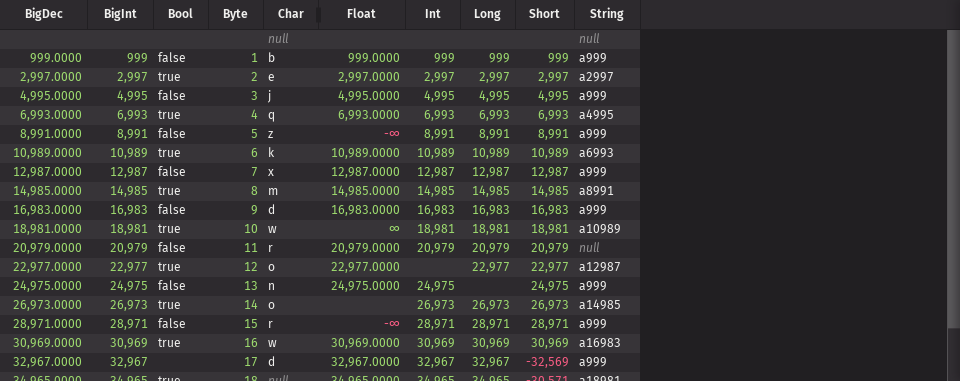 BigDec BigInt Bool Byte Char Float Int Long Short String
null null
999.0000 999 false 1 b 999.0000 999 999 999 a999
2,997.0000 2,997 true 2 e 2,997.0000 2,997 2,997 2,997 a2997
4,995.0000 4,995 false 3 j 4,995.0000 4,995 4,995 4,995 a999
6,993.0000 6,993 true 4 q 6,993.0000 6,993 6,993 6,993 a4995
8,991.0000 8,991 false 5 z -∞ 8,991 8,991 8,991 a999
10,989.0000 10,989 true 6 k 10,989.0000 10,989 10,989 10,989 a6993
12,987.0000 12,987 false 7 x 12,987.0000 12,987 12,987 12,987 a999
14,985.0000 14,985 true 8 m 14,985.0000 14,985 14,985 14,985 a8991
16,983.0000 16,983 false 9 d 16,983.0000 16,983 16,983 16,983 a999
18,981.0000 18,981 true 10 w ∞ 18,981 18,981 18,981 a10989
20,979.0000 20,979 false 11 r 20,979.0000 20,979 20,979 20,979 null
22,977.0000 22,977 true 12 o 22,977.0000 22,977 22,977 a12987
24,975.0000 24,975 false 13 n 24,975.0000 24,975 24,975 a999
26,973.0000 26,973 true 14 o 26,973 26,973 26,973 a14985
28,971.0000 28,971 false 15 r -∞ 28,971 28,971 28,971 a999
30,969.0000 30,969 true 16 w 30,969.0000 30,969 30,969 30,969 a16983
32,967.0000 32,967 17 d 32,967.0000 32,967 32,967 -32,569 a999
34,965.0000 34,965 true 18 null 34,965.0000 34,965 34,965 -30,571 a18981